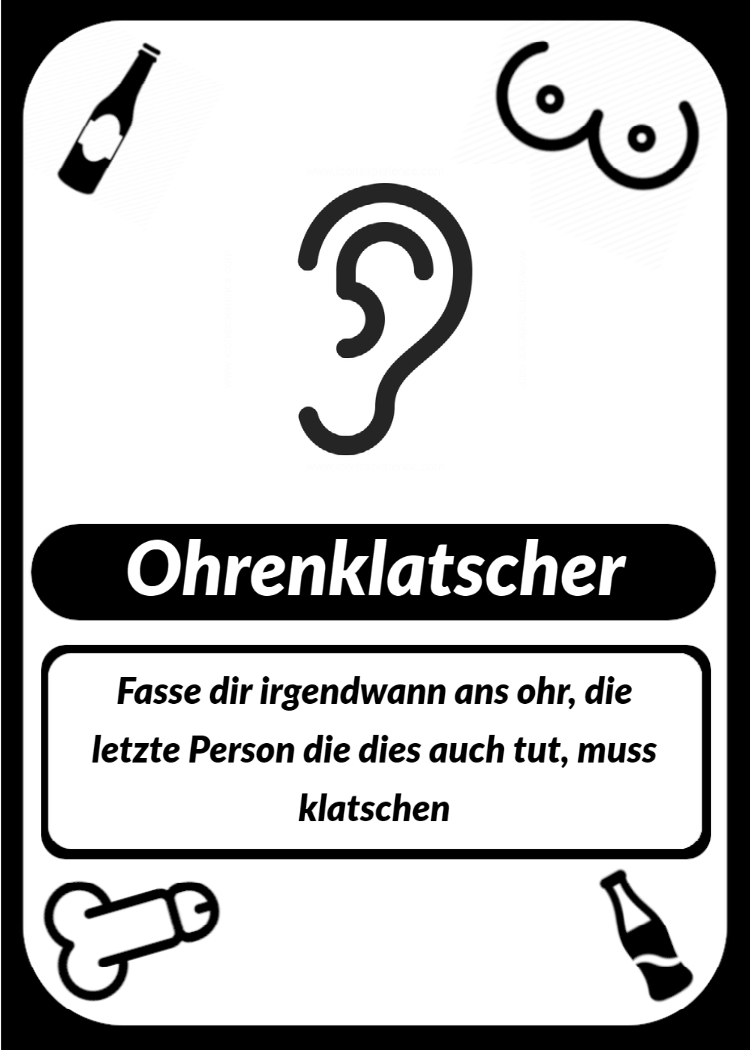 Ohrenklatscher
Fasse dir irgendwann ans ohr, die
letzte Person die dies auch tut, muss
klatschen